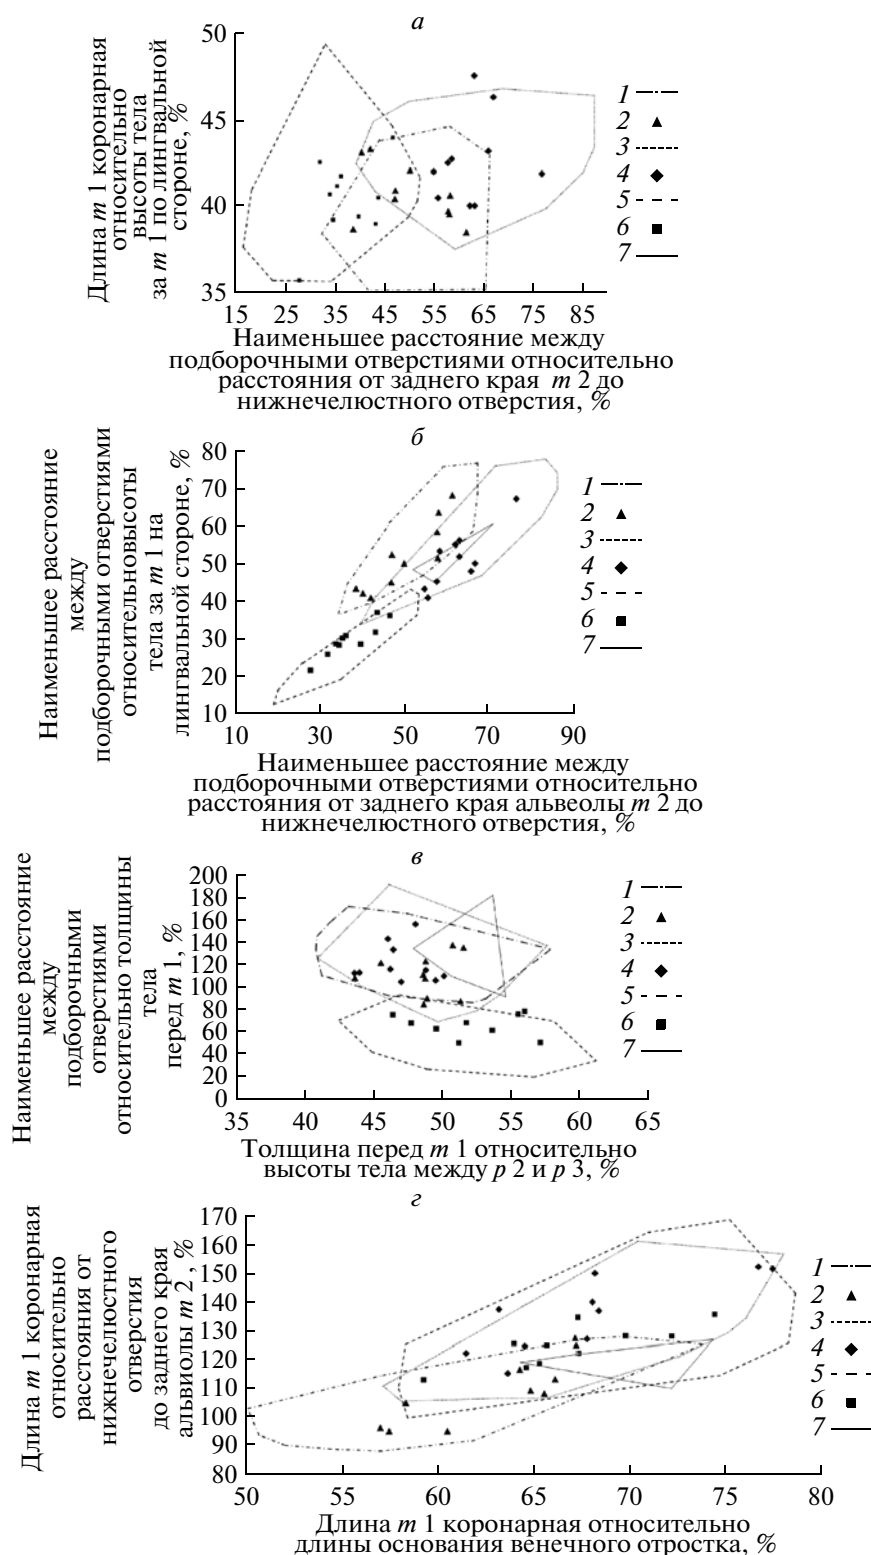 а
Длина m 1 коронарная
относительно
высоты тела
за m 1 по лингвальной
стороне, %
50
45
40
35
15 25 35 45 55 65 75 85
1
2
3
4
5
6
7
Наименьшее расстояние между
подборочными отверстиями относительно
расстояния от заднего края m 2 до
нижнечелюстного отверстия, %
б
Наименьшее расстояние
между
подборочными отверстиями
относительновысоты
тела за m 1 на
лингвальной стороне, %
80
70
60
50
40
30
20
10
10 30 50 70 90
1
2
3
4
5
6
7
Наименьшее расстояние между
подборочными отверстиями относительно
расстояния от заднего края альвеолы m 2 до
нижнечелюстного отверстия, %
в
Наименьшее расстояние
между
подборочными
отверстиями
относительно толщины
тела
перед m 1, %
200
180
160
140
120
100
80
60
40
20
0
35 40 45 50 55 60 65
1
2
3
4
5
6
7
Толщина перед m 1 относительно
высоты тела между p 2 и p 3, %
г
Длина m 1 коронарная
относительно
расстояния от
нижнечелюстного
отверстия
до заднего края
альвиолы m 2 , %
170
160
150
140
130
120
110
100
90
80
50 55 60 65 70 75 80
1
2
3
4
5
6
7
Длина m 1 коронарная относительно
длины основания венечного отростка, %